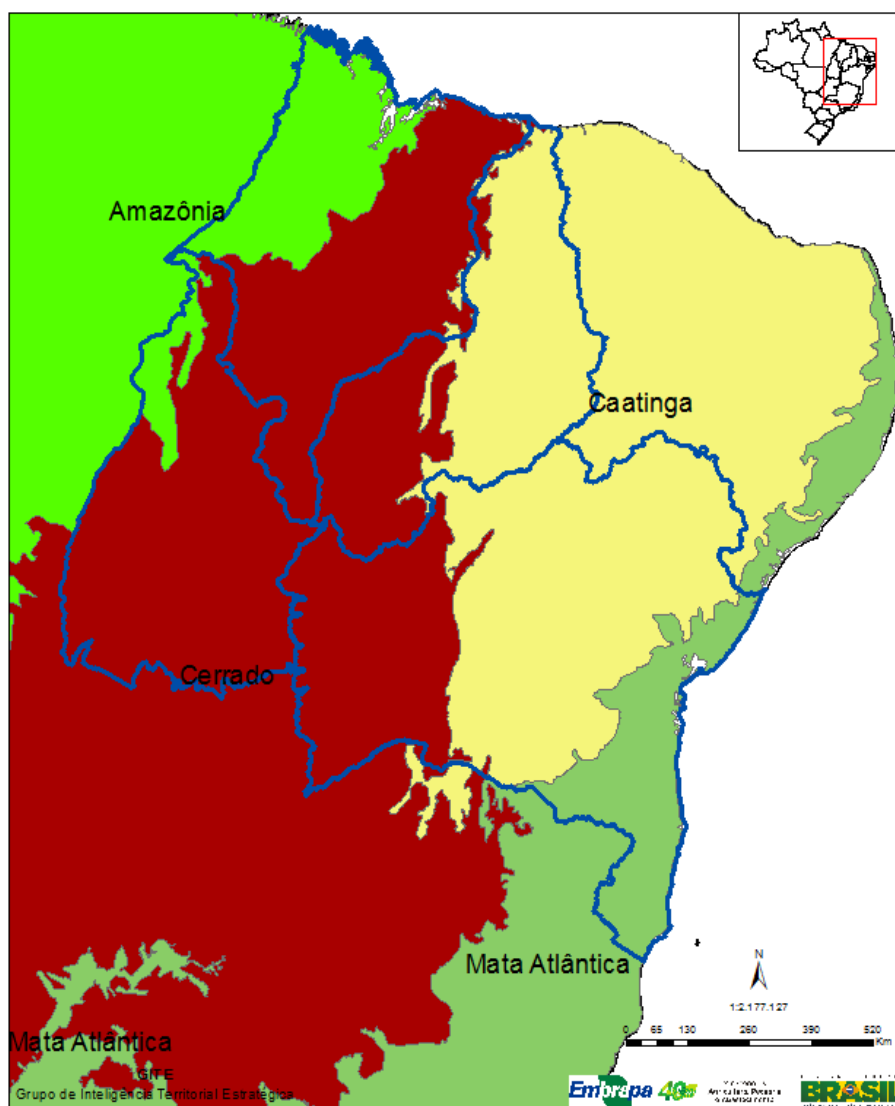 Amazônia
Caatinga
Cerrado
Mata Atlântica
N
1:2.177.127
0 65 130 260 390 520
Km
Mata Atlântica
GITE
Grupo de Inteligência Territorial Estratégica
Embrapa 40
BRASIL